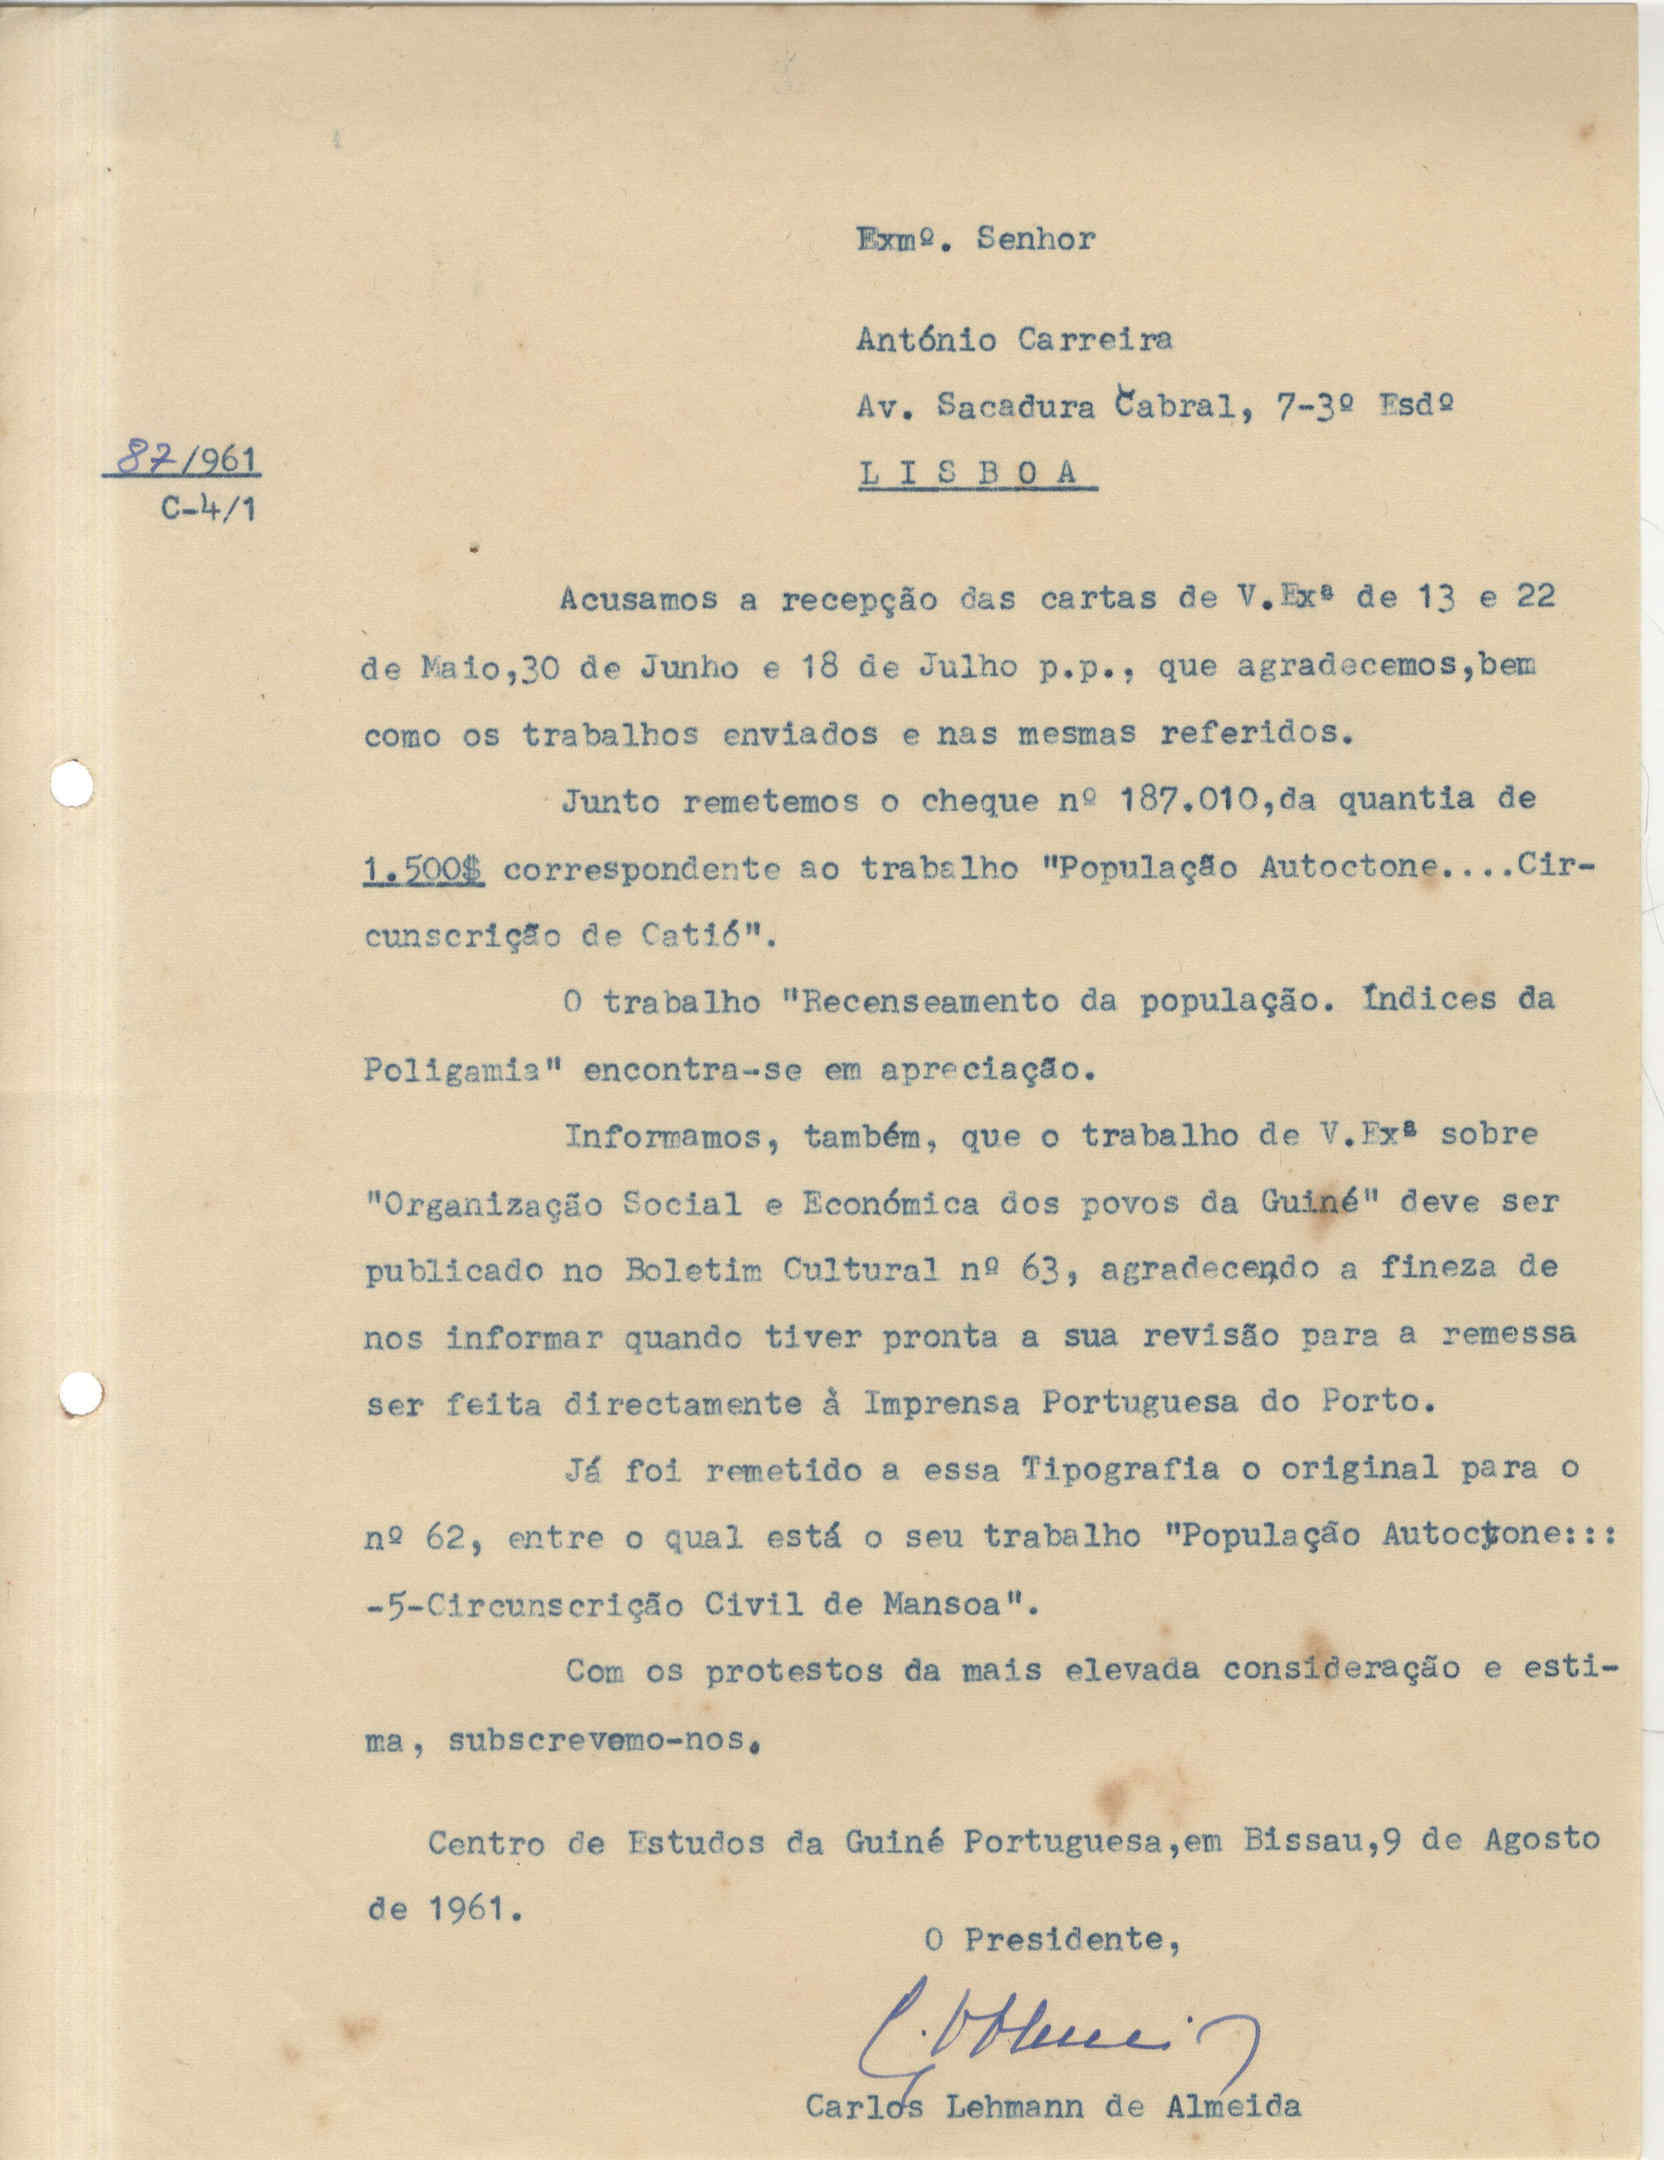 Exmº. Senhor
António Carreira
Av. Sacadura Cabral, 7-3º Esdº
87/961
C-4/1
L I S B O A
Acusamos a recepção das cartas de V.Exª de 13 e 22
de Maio,30 de Junho e 18 de Julho p.p., que agradecemos,bem
como os trabalhos enviados e nas mesmas referidos.
Junto remetemos o cheque nº 187.010,da quantia de
1.500$ correspondente ao trabalho "População Autoctone....Cir-
cunscrição de Catió".
O trabalho "Recenseamento da população. Índices da
Poligamia" encontra-se em apreciação.
Informamos, também, que o trabalho de V.Exª sobre
"Organização Social e Económica dos povos da Guiné" deve ser
publicado no Boletim Cultural nº 63, agradecendo a fineza de
nos informar quando tiver pronta a sua revisão para a remessa
ser feita directamente à Imprensa Portuguesa do Porto.
Já foi remetido a essa Tipografia o original para o
nº 62, entre o qual está o seu trabalho "População Autoctone:::
-5-Circunscrição Civil de Mansoa".
Com os protestos da mais elevada consideração e esti-
ma, subscrevemo-nos.
Centro de Estudos da Guiné Portuguesa,em Bissau,9 de Agosto
de 1961.
O Presidente,
Carlos Lehmann de Almeida